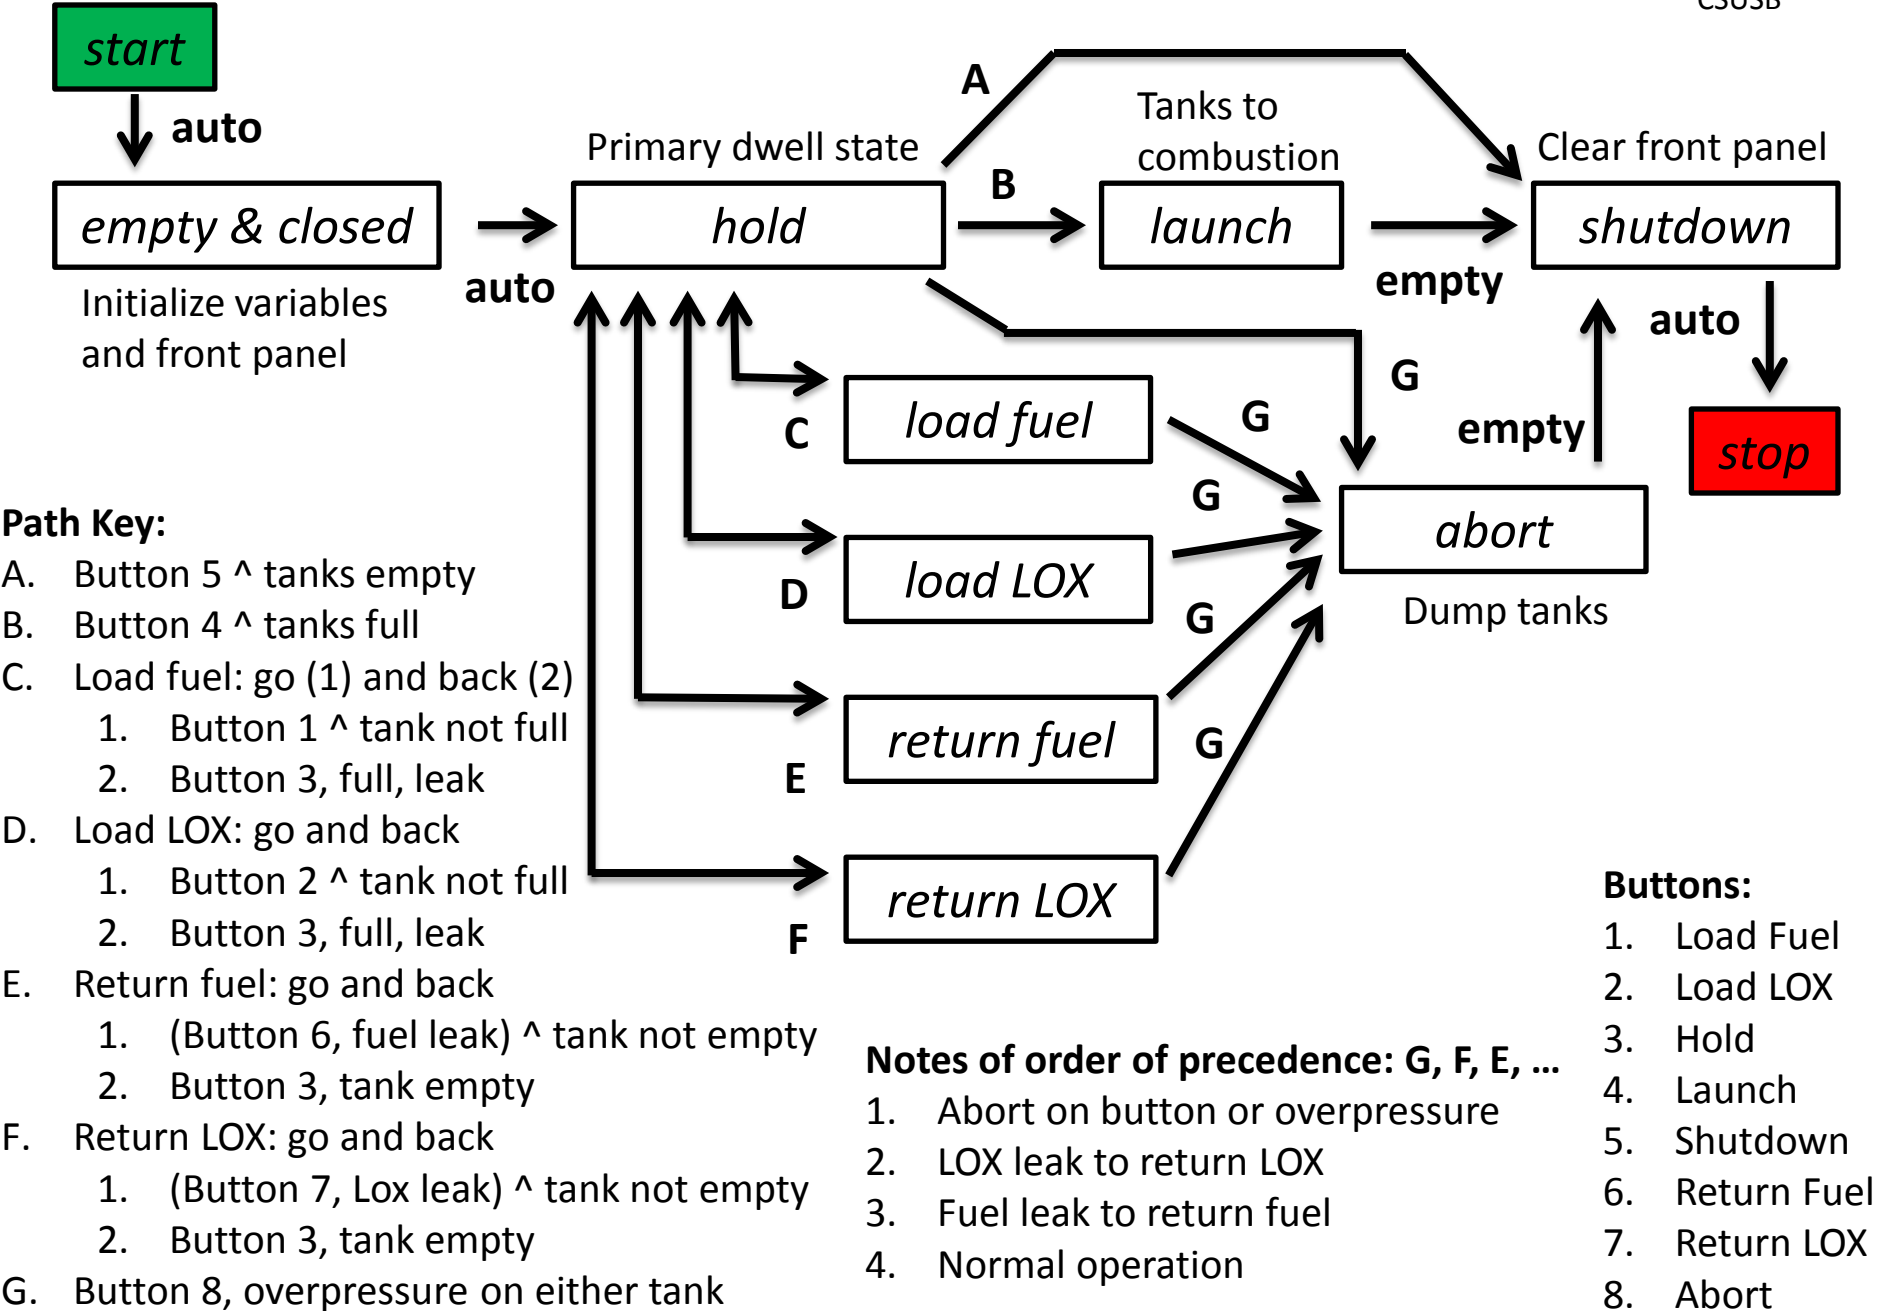 CSUSB
start
auto
A
Tanks to
combustion
Primary dwell state
Clear front panel
B
empty & closed
hold
launch
shutdown
auto
empty
Initialize variables
and front panel
auto
G
C
load fuel
G
empty
stop
G
D
load LOX
abort
G
Dump tanks
E
return fuel
G
F
return LOX
Path Key:
A. Button 5 ^ tanks empty
B. Button 4 ^ tanks full
C. Load fuel: go (1) and back (2)
1. Button 1 ^ tank not full
2. Button 3, full, leak
D. Load LOX: go and back
1. Button 2 ^ tank not full
2. Button 3, full, leak
E. Return fuel: go and back
1. (Button 6, fuel leak) ^ tank not empty
2. Button 3, tank empty
F. Return LOX: go and back
1. (Button 7, Lox leak) ^ tank not empty
2. Button 3, tank empty
G. Button 8, overpressure on either tank
Notes of order of precedence: G, F, E, …
1. Abort on button or overpressure
2. LOX leak to return LOX
3. Fuel leak to return fuel
4. Normal operation
Buttons:
1. Load Fuel
2. Load LOX
3. Hold
4. Launch
5. Shutdown
6. Return Fuel
7. Return LOX
8. Abort